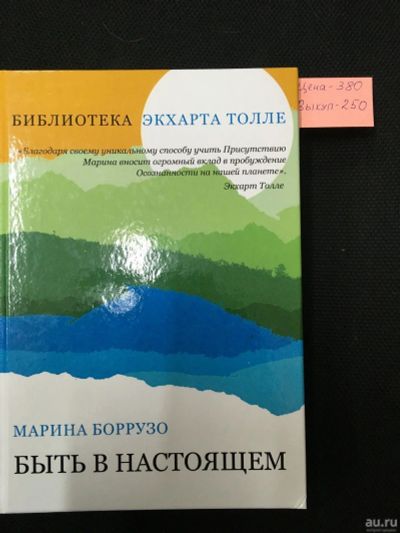 БИБЛИОТЕКА ЭКХАРТА ТОЛЛЕ
«Благодаря своему уникальному способу учить Присутствию
Марина вносит огромный вклад в пробуждение
Осознанности на нашей планете».
Экхарт Толле
Цена - 380
Выкуп - 250
МАРИНА БОРРУЗО
БЫТЬ В НАСТОЯЩЕМ
au.ru